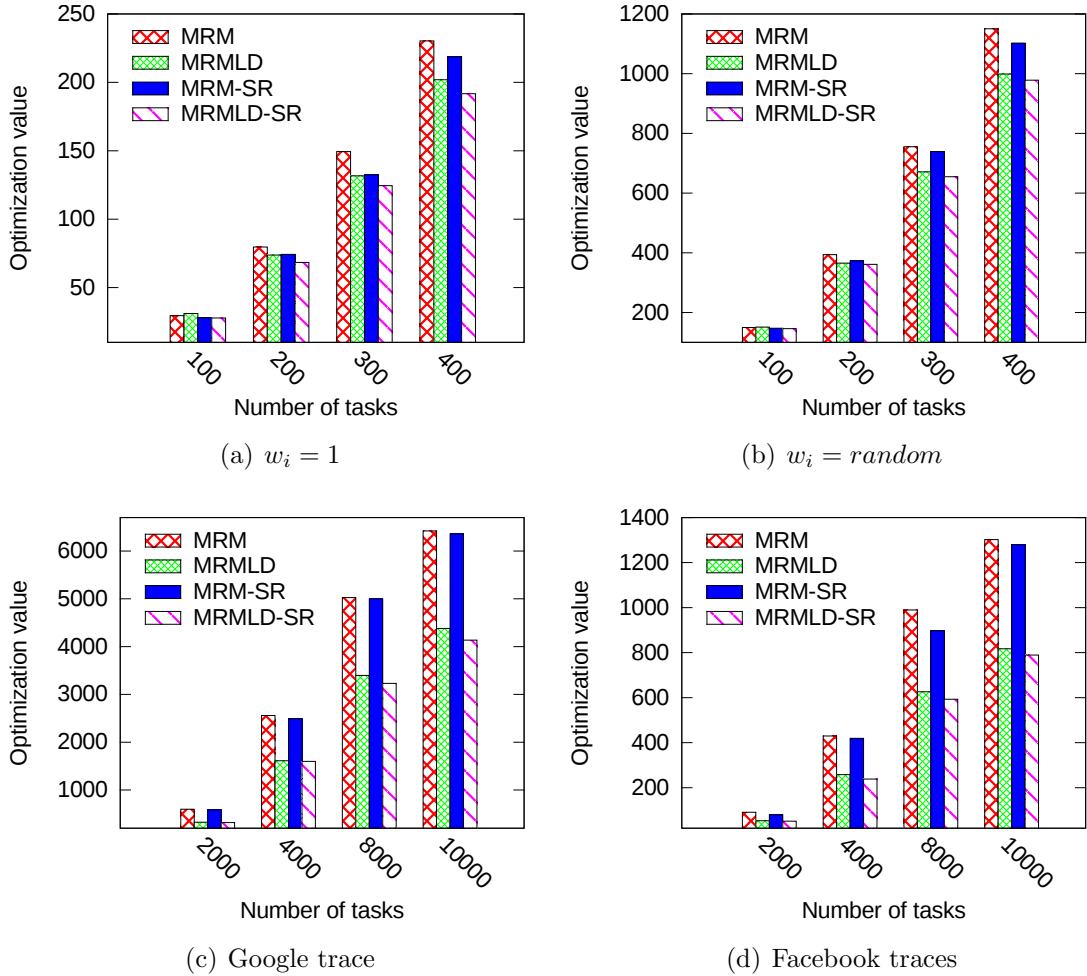 250
200
150
100
50
Optimization value
MRM
MRMLD
MRM-SR
MRMLD-SR
100
200
300
400
Number of tasks
(a) w_i = 1
1200
1000
800
600
400
200
Optimization value
MRM
MRMLD
MRM-SR
MRMLD-SR
100
200
300
400
Number of tasks
(b) w_i = random
6000
5000
4000
3000
2000
1000
Optimization value
MRM
MRMLD
MRM-SR
MRMLD-SR
2000
4000
8000
10000
Number of tasks
(c) Google trace
1400
1200
1000
800
600
400
200
Optimization value
MRM
MRMLD
MRM-SR
MRMLD-SR
2000
4000
8000
10000
Number of tasks
(d) Facebook traces